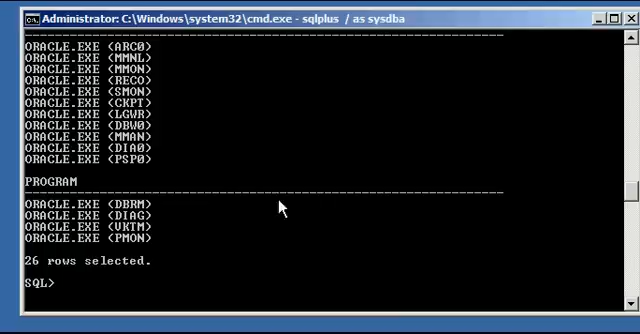 Administrator: C:\Windows\system32\cmd.exe - sqlplus / as sysdba
--------------------------------------------------------------------------------
ORACLE.EXE (ARC0)
ORACLE.EXE (MMNL)
ORACLE.EXE (MMON)
ORACLE.EXE (RECO)
ORACLE.EXE (SMON)
ORACLE.EXE (CKPT)
ORACLE.EXE (LGWR)
ORACLE.EXE (DBW0)
ORACLE.EXE (MMAN)
ORACLE.EXE (DIA0)
ORACLE.EXE (PSP0)
PROGRAM
--------------------------------------------------------------------------------
ORACLE.EXE (DBRM)
ORACLE.EXE (DIAG)
ORACLE.EXE (VKTM)
ORACLE.EXE (PMON)
26 rows selected.
SQL>